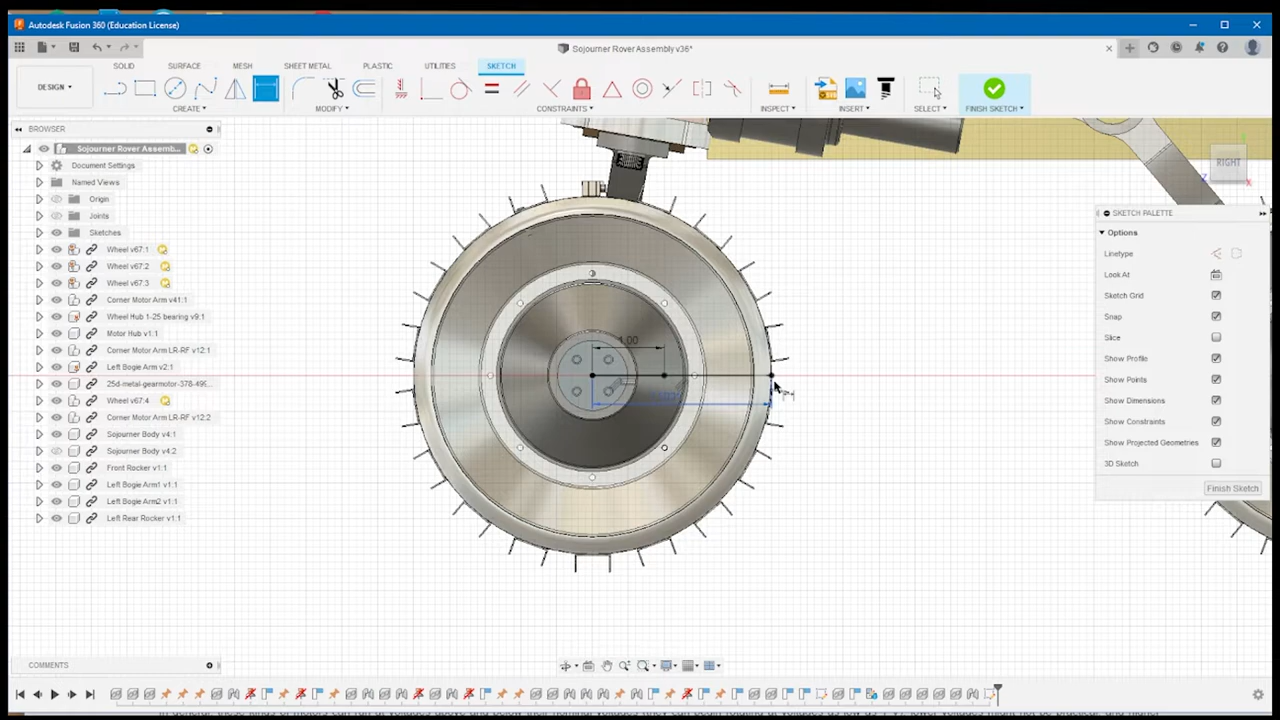 Autodesk Fusion 360 (Education License)
Sojourner Rover Assembly v36*
DESIGN
SOLID
SURFACE
MESH
SHEET METAL
PLASTIC
UTILITIES
SKETCH
CREATE
MODIFY
CONSTRAINTS
INSPECT
INSERT
SELECT
FINISH SKETCH
BROWSER
Sojourner Rover Assemb...
Document Settings
Named Views
Origin
Joints
Sketches
Wheel v67:1
Wheel v67:2
Wheel v67:3
Corner Motor Arm v41:1
Wheel Hub 1-25 bearing v9:1
Motor Hub v1:1
Corner Motor Arm LR-RF v12:1
Left Bogie Arm v2:1
25d-metal-gearmotor-378-499...
Wheel v67:4
Corner Motor Arm LR-RF v12:2
Sojourner Body v4:1
Sojourner Body v4:2
Front Rocker v1:1
Left Bogie Arm1 v1:1
Left Bogie Arm2 v1:1
Left Rear Rocker v1:1
1.00
RIGHT
Z
X
SKETCH PALETTE
Options
Linetype
Look At
Sketch Grid
Snap
Slice
Show Profile
Show Points
Show Dimensions
Show Constraints
Show Projected Geometries
3D Sketch
Finish Sketch
COMMENTS